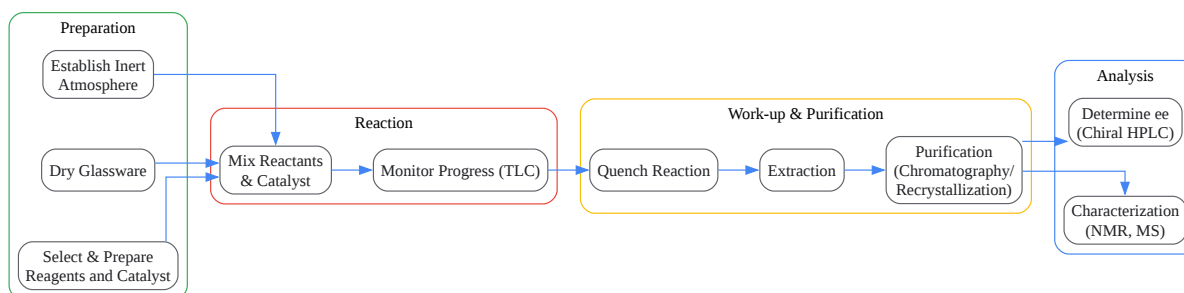 Preparation
Establish Inert
Atmosphere
Dry Glassware
Select & Prepare
Reagents and Catalyst
Reaction
Mix Reactants
& Catalyst
Monitor Progress (TLC)
Work-up & Purification
Quench Reaction
Extraction
Purification
(Chromatography/
Recrystallization)
Analysis
Determine ee
(Chiral HPLC)
Characterization
(NMR, MS)